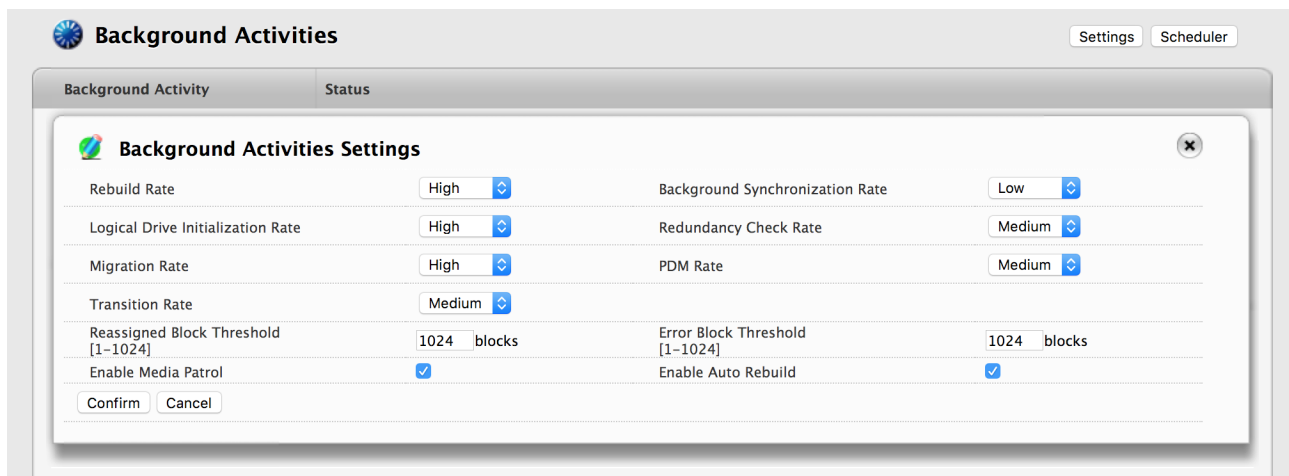 Background Activities
Settings Scheduler
Background Activity Status
Background Activities Settings
Rebuild Rate High Background Synchronization Rate Low
Logical Drive Initialization Rate High Redundancy Check Rate Medium
Migration Rate High PDM Rate Medium
Transition Rate Medium
Reassigned Block Threshold Error Block Threshold
[1-1024] 1024 blocks [1-1024] 1024 blocks
Enable Media Patrol Enable Auto Rebuild
Confirm Cancel